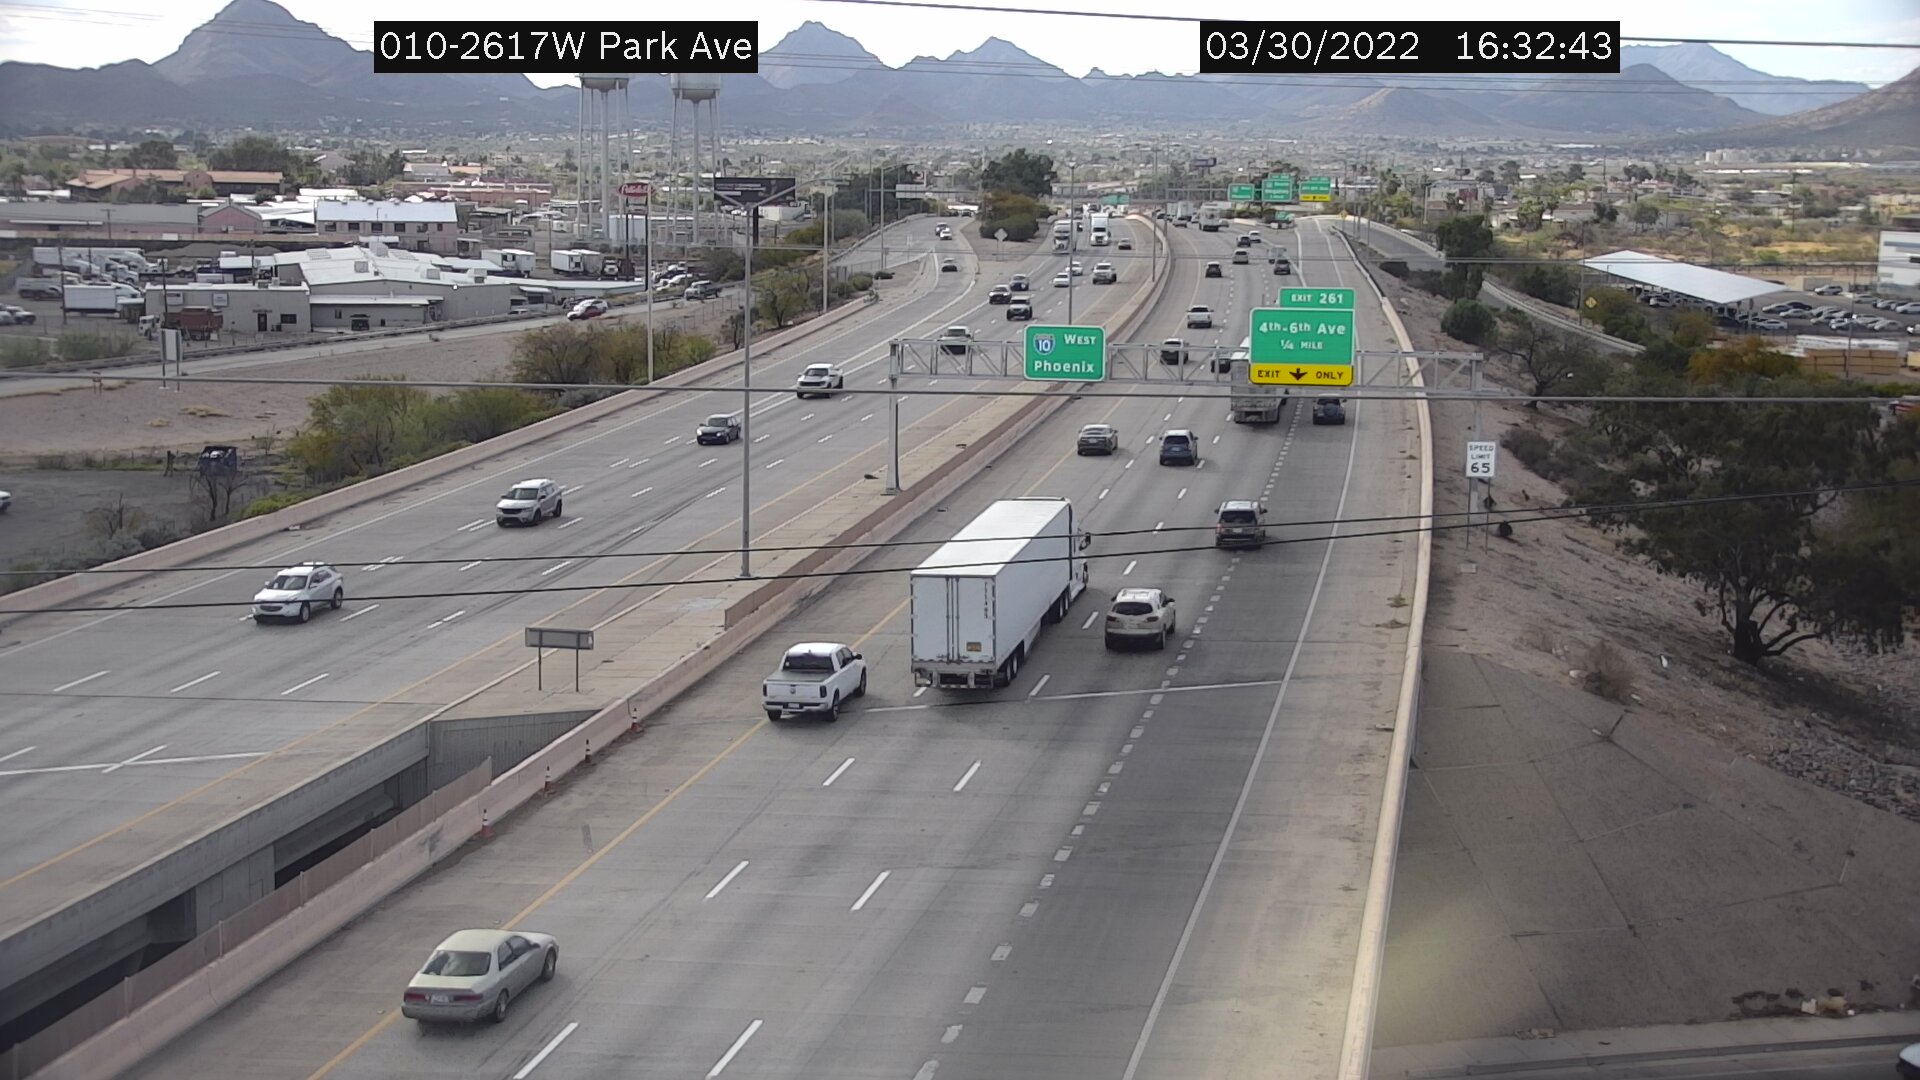 010-2617W Park Ave
03/30/2022 16:32:43
EXIT 261
4th-6th Ave
1/4 MILE
EXIT ONLY
10 WEST
Phoenix
SPEED
LIMIT
65